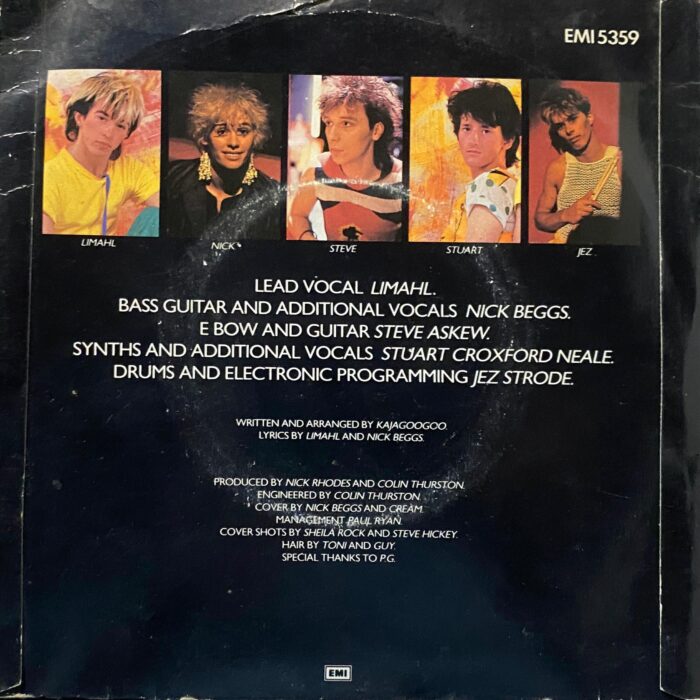 EMI 5359
LIMAHL NICK STEVE STUART JEZ
LEAD VOCAL LIMAHL.
BASS GUITAR AND ADDITIONAL VOCALS NICK BEGGS.
E BOW AND GUITAR STEVE ASKEW.
SYNTHS AND ADDITIONAL VOCALS STUART CROXFORD NEALE.
DRUMS AND ELECTRONIC PROGRAMMING JEZ STRODE.
WRITTEN AND ARRANGED BY KAJAGOOGOO.
LYRICS BY LIMAHL AND NICK BEGGS.
PRODUCED BY NICK RHODES AND COLIN THURSTON.
ENGINEERED BY COLIN THURSTON.
COVER BY NICK BEGGS AND CREAM.
MANAGEMENT PAUL RYAN.
COVER SHOTS BY SHEILA ROCK AND STEVE HICKEY.
HAIR BY TONI AND GUY.
SPECIAL THANKS TO P.G.
EMI